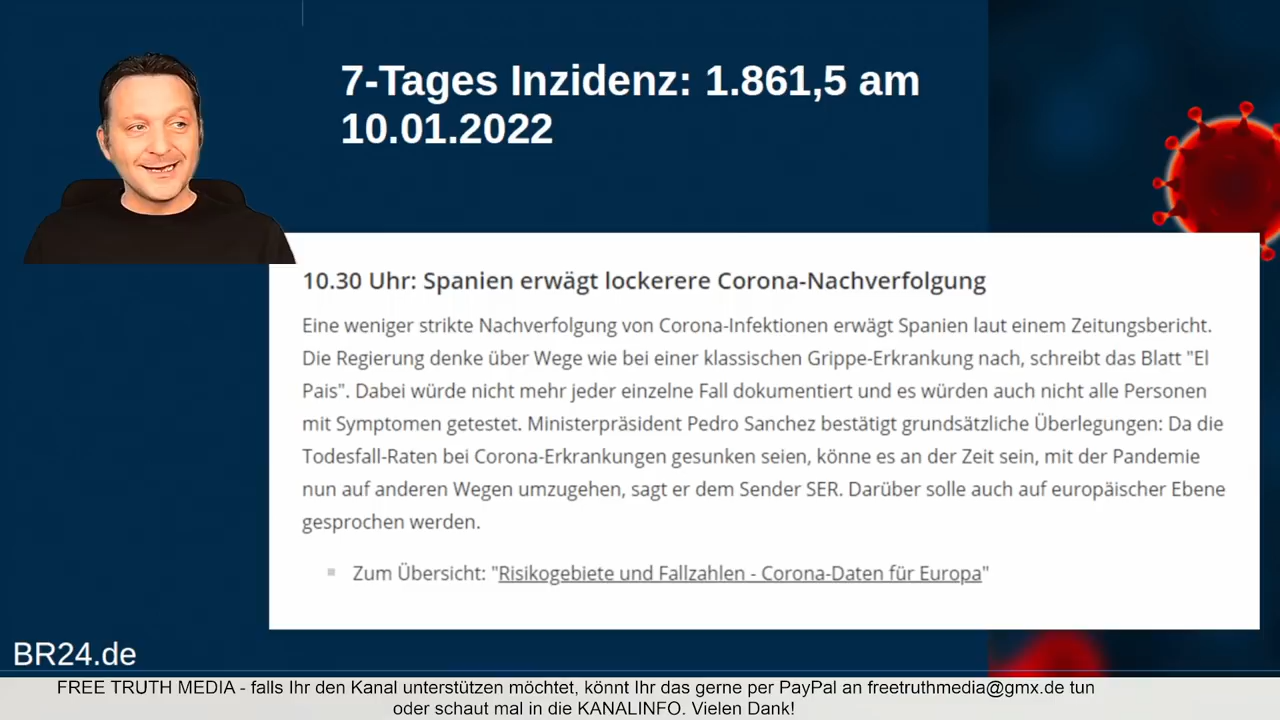 7-Tages Inzidenz: 1.861,5 am
10.01.2022
10.30 Uhr: Spanien erwägt lockerere Corona-Nachverfolgung
Eine weniger strikte Nachverfolgung von Corona-Infektionen erwägt Spanien laut einem Zeitungsbericht.
Die Regierung denke über Wege wie bei einer klassischen Grippe-Erkrankung nach, schreibt das Blatt "El
Pais". Dabei würde nicht mehr jeder einzelne Fall dokumentiert und es würden auch nicht alle Personen
mit Symptomen getestet. Ministerpräsident Pedro Sanchez bestätigt grundsätzliche Überlegungen: Da die
Todesfall-Raten bei Corona-Erkrankungen gesunken seien, könne es an der Zeit sein, mit der Pandemie
nun auf anderen Wegen umzugehen, sagt er dem Sender SER. Darüber solle auch auf europäischer Ebene
gesprochen werden.
Zum Übersicht: "Risikogebiete und Fallzahlen - Corona-Daten für Europa"
BR24.de
FREE TRUTH MEDIA - falls Ihr den Kanal unterstützen möchtet, könnt Ihr das gerne per PayPal an freetruthmedia@gmx.de tun
oder schaut mal in die KANALINFO. Vielen Dank!